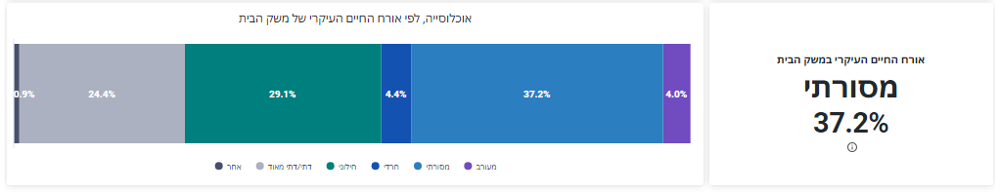 אוכלוסייה, לפי אורח החיים העיקרי של משק הבית
0.9%
24.4%
29.1%
4.4%
37.2%
4.0%
אחר
דתי/דתי מאוד
חילוני
חרדי
מסורתי
מעורב
אורח החיים העיקרי במשק הבית
מסורתי
37.2%